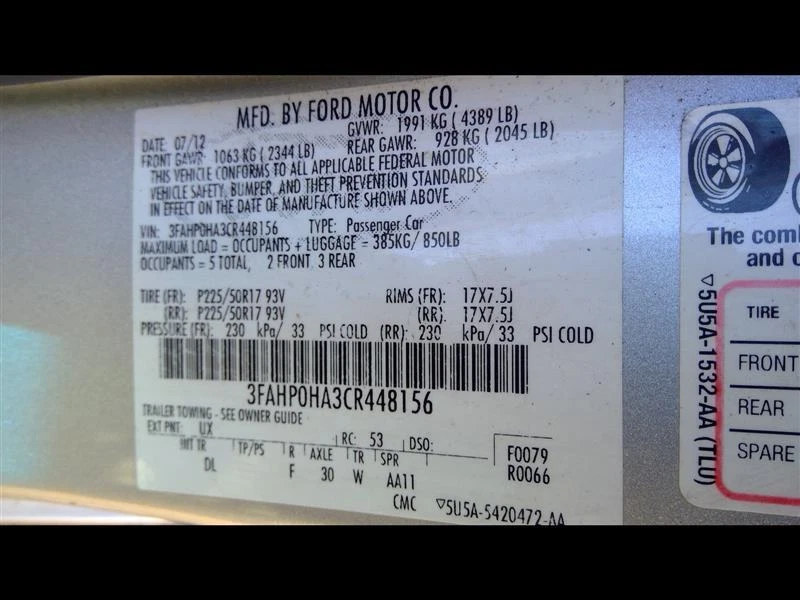 MFD. BY FORD MOTOR CO.
DATE: 07/12 GVWR: 1991 KG ( 4389 LB)
FRONT GAWR: 1063 KG ( 2344 LB) REAR GAWR: 928 KG ( 2045 LB)
THIS VEHICLE CONFORMS TO ALL APPLICABLE FEDERAL MOTOR
VEHICLE SAFETY, BUMPER, AND THEFT PREVENTION STANDARDS
IN EFFECT ON THE DATE OF MANUFACTURE SHOWN ABOVE.
VIN: 3FAHP0HA3CR448156 TYPE: Passenger Car
MAXIMUM LOAD = OCCUPANTS + LUGGAGE = 385KG/ 850LB
OCCUPANTS = 5 TOTAL, 2 FRONT 3 REAR
TIRE (FR): P225/50R17 93V RIMS (FR): 17X7.5J
(RR): P225/50R17 93V (RR): 17X7.5J
PRESSURE (FR): 230 kPa/ 33 PSI COLD (RR): 230 kPa/ 33 PSI COLD
3FAHP0HA3CR448156
TRAILER TOWING - SEE OWNER GUIDE
EXT PNT: UX RC: 53 DSO: F0079
INT TR TP/PS R AXLE TR SPR R0066
DL F 30 W AA11
CMC ▽5U5A-5420472-AA
The comb
and o
TIRE
FRONT
REAR
SPARE
▽5U5A-1532-AA (TLU)